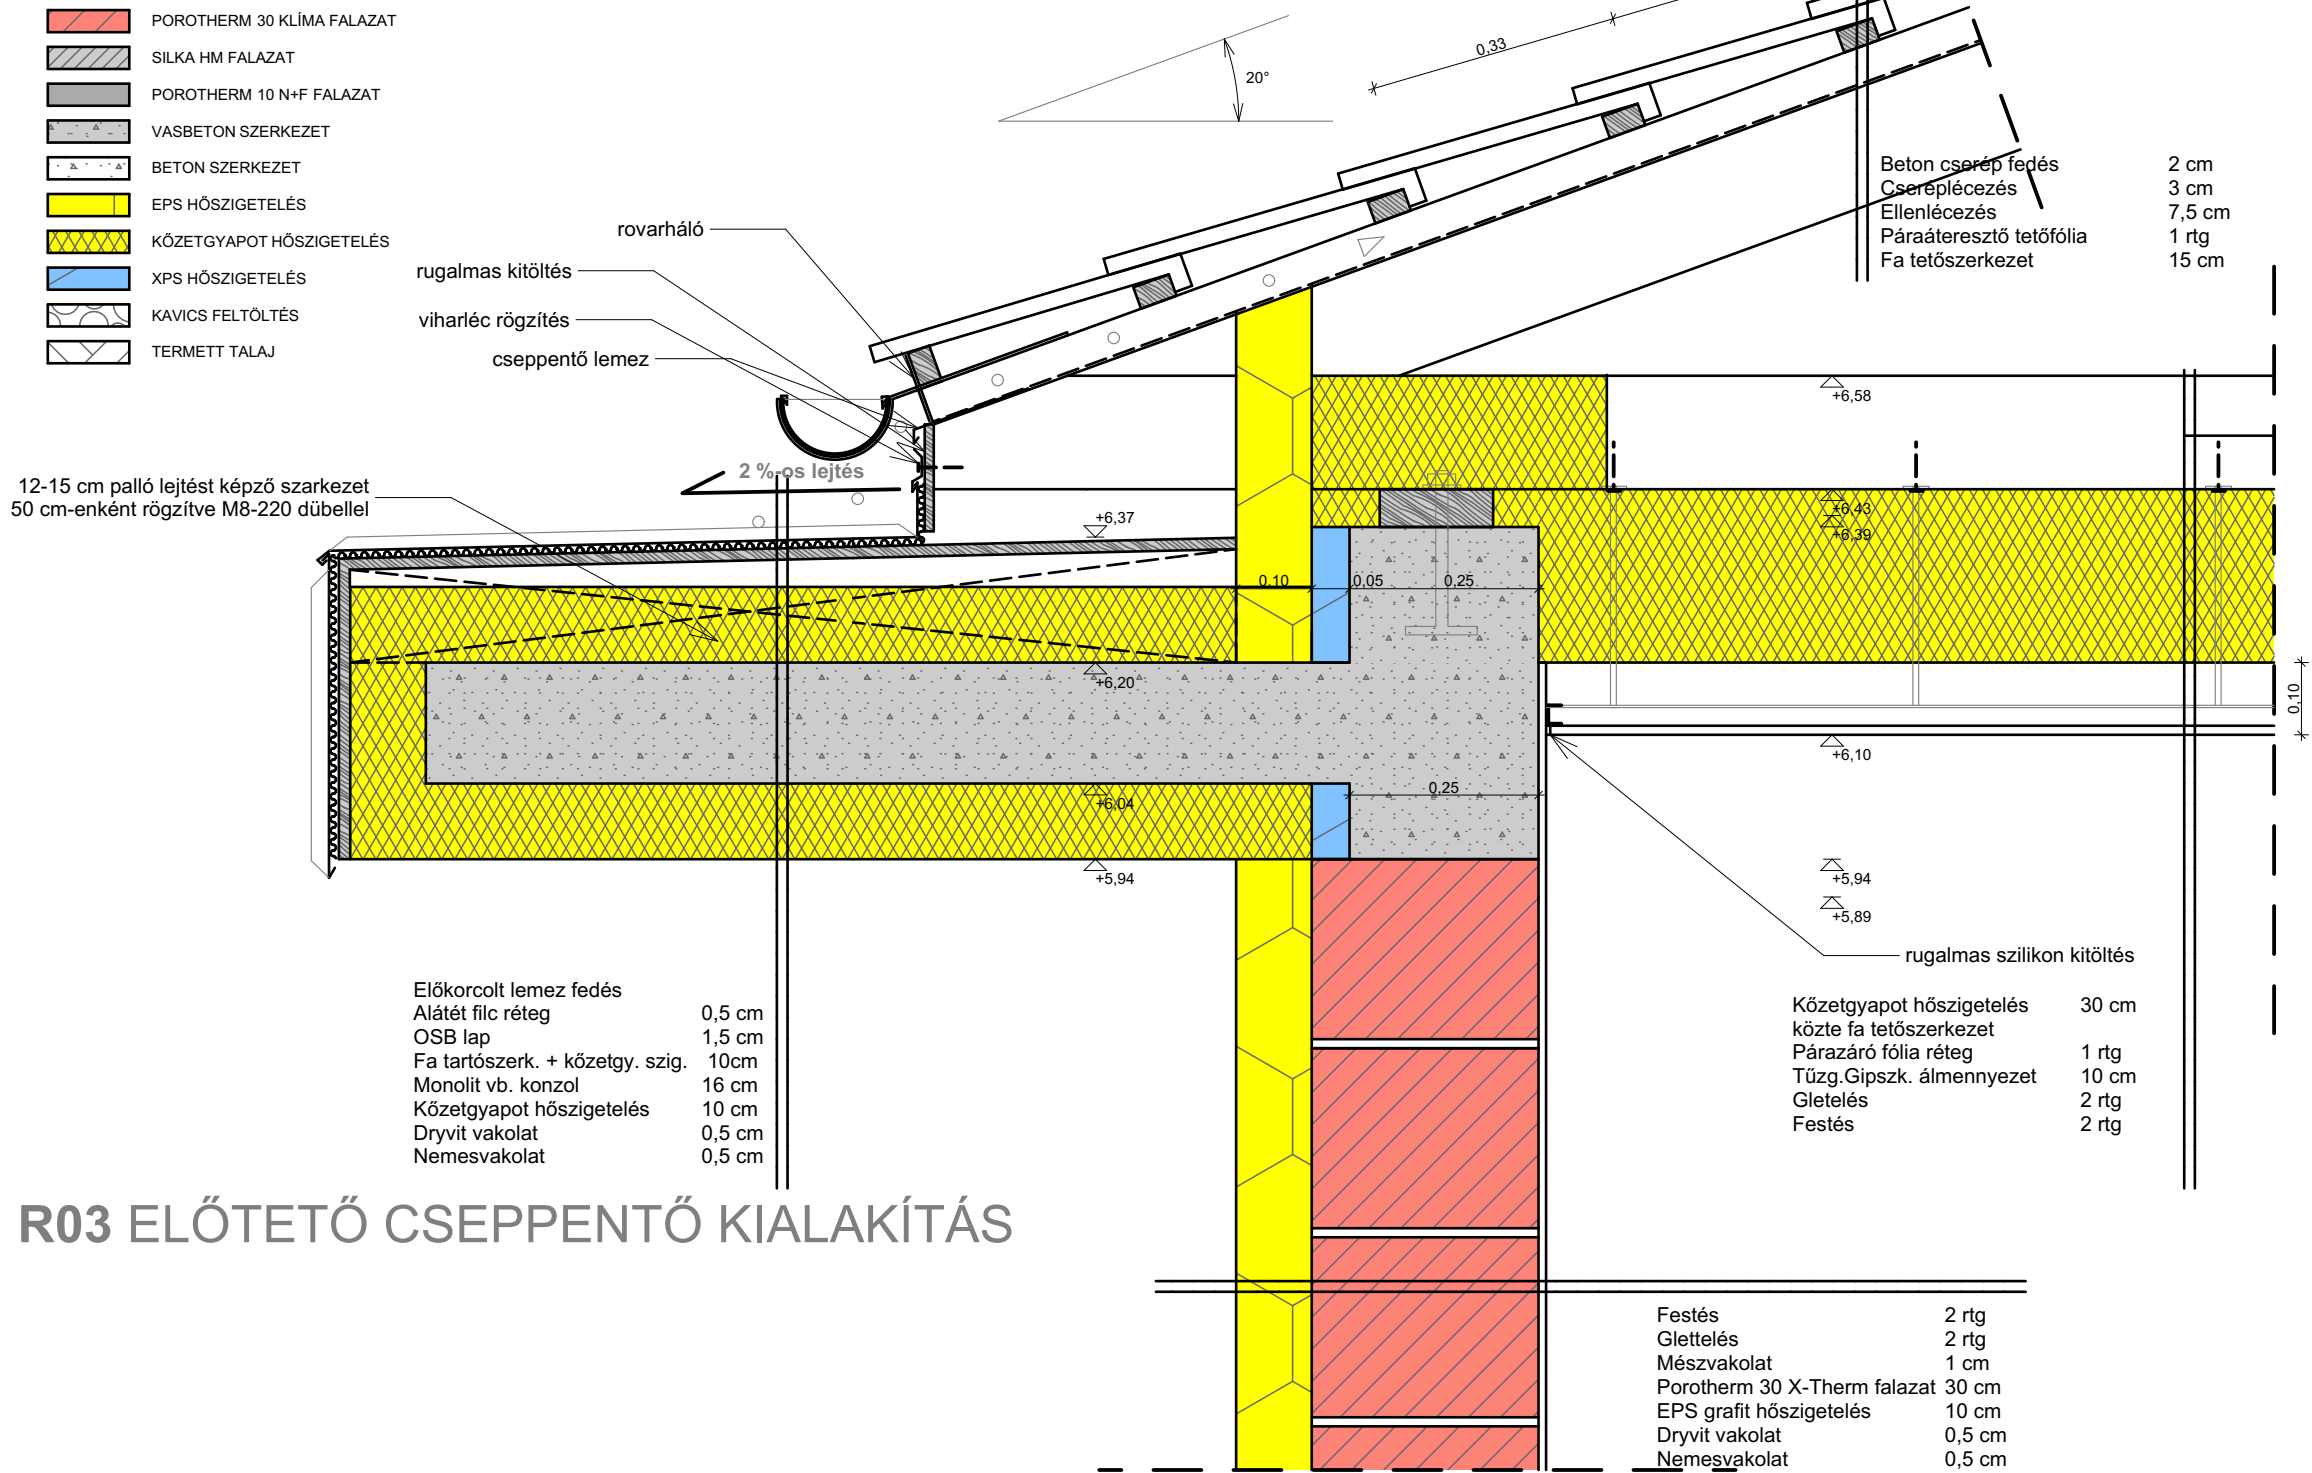 POROTHERM 30 KLÍMA FALAZAT
SILKA HM FALAZAT
POROTHERM 10 N+F FALAZAT
VASBETON SZERKEZET
BETON SZERKEZET
EPS HŐSZIGETELÉS
KŐZETGYAPOT HŐSZIGETELÉS
XPS HŐSZIGETELÉS
KAVICS FELTÖLTÉS
TERMETT TALAJ
20°
0,33
Beton cserép fedés 2 cm
Cseréplécezés 3 cm
Ellenlécezés 7,5 cm
Páraáteresztő tetőfólia 1 rtg
Fa tetőszerkezet 15 cm
rovarháló
rugalmas kitöltés
viharléc rögzítés
cseppentő lemez
2 %-os lejtés
12-15 cm palló lejtést képző szarkezet
50 cm-enként rögzítve M8-220 dübellel
+6,58
+6,43
+6,39
+6,37
0,10
0,05
0,25
+6,20
0,10
+6,10
0,25
+6,04
+5,94
+5,94
+5,89
rugalmas szilikon kitöltés
Előkorcolt lemez fedés
Alátét filc réteg 0,5 cm
OSB lap 1,5 cm
Fa tartószerk. + kőzetgy. szig. 10cm
Monolit vb. konzol 16 cm
Kőzetgyapot hőszigetelés 10 cm
Dryvit vakolat 0,5 cm
Nemesvakolat 0,5 cm
Kőzetgyapot hőszigetelés 30 cm
közte fa tetőszerkezet
Párazáró fólia réteg 1 rtg
Tűzg.Gipszk. álmennyezet 10 cm
Gletelés 2 rtg
Festés 2 rtg
R03 ELŐTETŐ CSEPPENTŐ KIALAKÍTÁS
Festés 2 rtg
Glettelés 2 rtg
Mészvakolat 1 cm
Porotherm 30 X-Therm falazat 30 cm
EPS grafit hőszigetelés 10 cm
Dryvit vakolat 0,5 cm
Nemesvakolat 0,5 cm